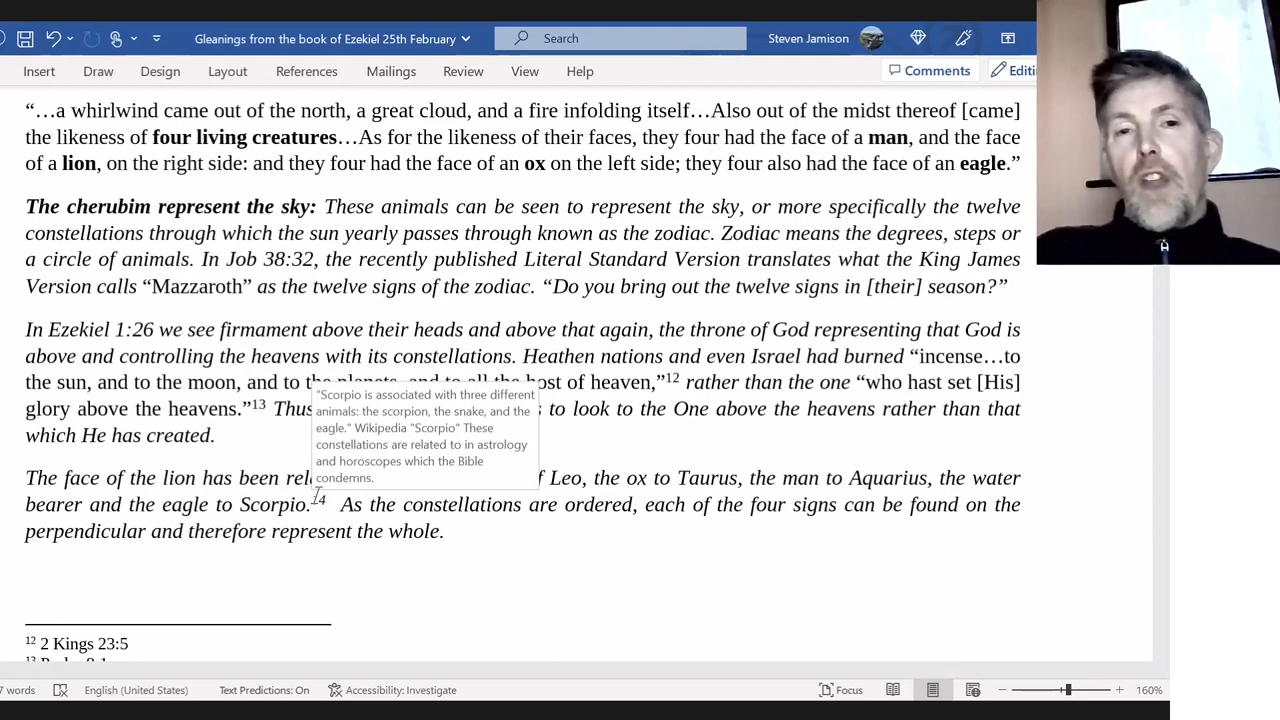 Gleanings from the book of Ezekiel 25th February
Search
Steven Jamison
Insert Draw Design Layout References Mailings Review View Help
Comments
“…a whirlwind came out of the north, a great cloud, and a fire infolding itself…Also out of the midst thereof [came]
the likeness of four living creatures…As for the likeness of their faces, they four had the face of a man, and the face
of a lion, on the right side: and they four had the face of an ox on the left side; they four also had the face of an eagle.”
The cherubim represent the sky: These animals can be seen to represent the sky, or more specifically the twelve
constellations through which the sun yearly passes through known as the zodiac. Zodiac means the degrees, steps or
a circle of animals. In Job 38:32, the recently published Literal Standard Version translates what the King James
Version calls “Mazzaroth” as the twelve signs of the zodiac. “Do you bring out the twelve signs in [their] season?”
In Ezekiel 1:26 we see firmament above their heads and above that again, the throne of God representing that God is
above and controlling the heavens with its constellations. Heathen nations and even Israel had burned “incense…to
the sun, and to the moon, and to the planets, and to all the host of heaven,”12 rather than the one “who hast set [His]
glory above the heavens.”13 Thus to look to the One above the heavens rather than that
which He has created.
"Scorpio is associated with three different
animals: the scorpion, the snake, and the
eagle." Wikipedia "Scorpio" These
constellations are related to in astrology
and horoscopes which the Bible
condemns.
The face of the lion has been Leo, the ox to Taurus, the man to Aquarius, the water
bearer and the eagle to Scorpio.14 As the constellations are ordered, each of the four signs can be found on the
perpendicular and therefore represent the whole.
12 2 Kings 23:5
words English (United States) Text Predictions: On Accessibility: Investigate Focus 160%